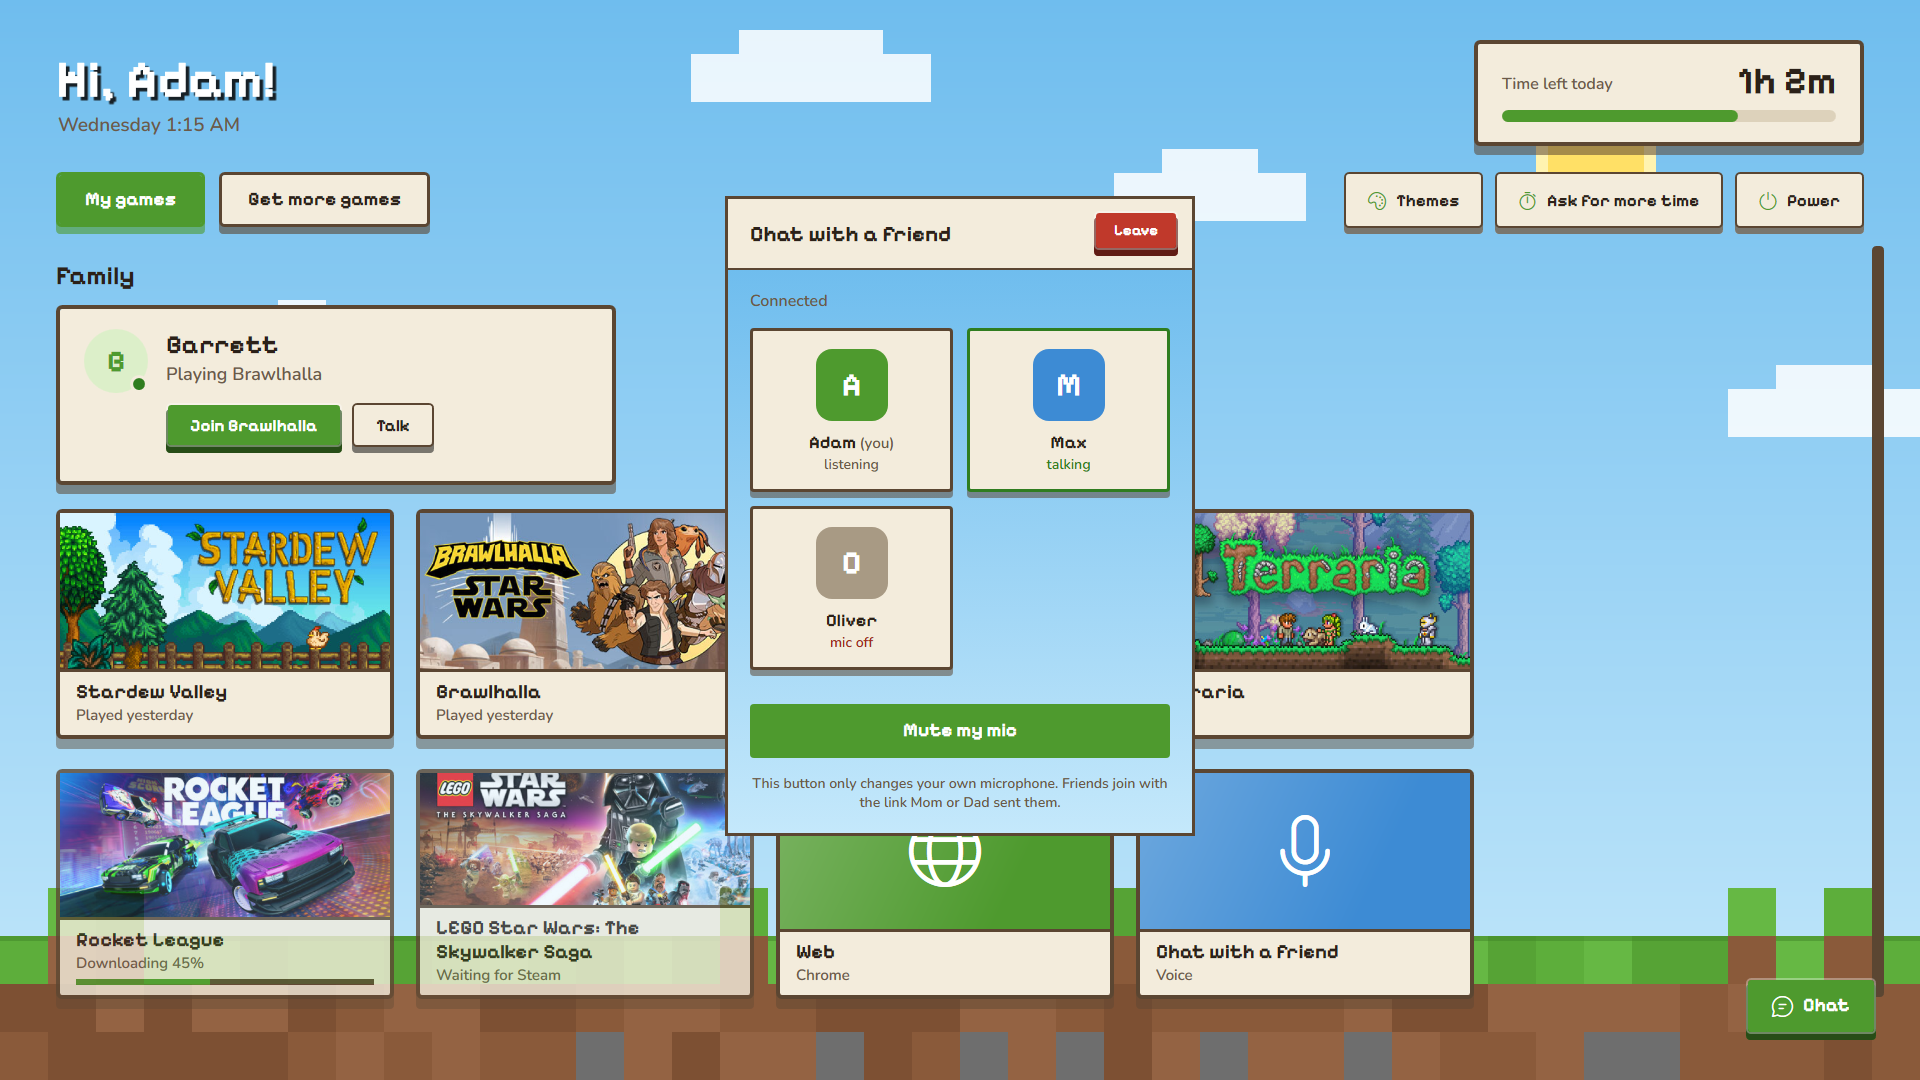 Hi, Adam!
Wednesday 1:15 AM
Time left today
1h 2m
My games
Get more games
Themes
Ask for more time
Power
Family
B
Garrett
Playing Brawlhalla
Join Brawlhalla
Talk
Chat with a friend
Leave
Connected
A
Adam (you)
listening
M
Max
talking
O
Oliver
mic off
Mute my mic
This button only changes your own microphone. Friends join with
the link Mom or Dad sent them.
STARDEW
VALLEY
Stardew Valley
Played yesterday
BRAWLHALLA
STAR
WARS
Brawlhalla
Played yesterday
Terraria
raria
ROCKET
LEAGUE
Rocket League
Downloading 45%
LEGO
STAR
WARS
THE SKYWALKER SAGA
LEGO Star Wars: The
Skywalker Saga
Waiting for Steam
Web
Chrome
Chat with a friend
Voice
Chat